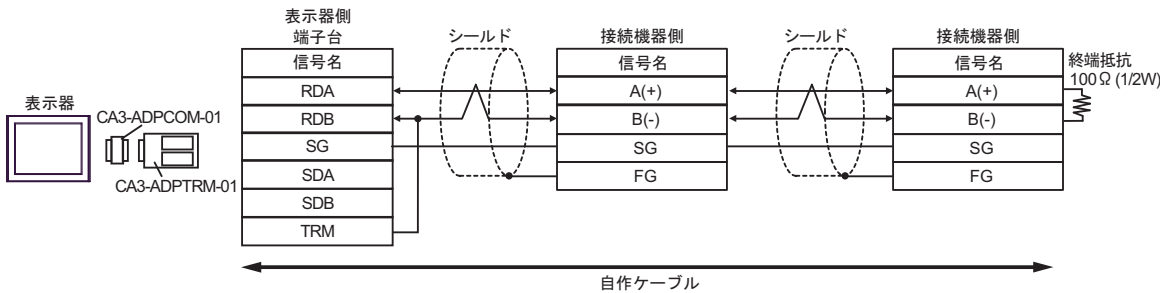 表示器
CA3-ADPCOM-01
CA3-ADPTRM-01
表示器側
端子台
信号名
RDA
RDB
SG
SDA
SDB
TRM
シールド
接続機器側
信号名
A(+)
B(-)
SG
FG
シールド
接続機器側
信号名
A(+)
B(-)
SG
FG
終端抵抗
100Ω (1/2W)
自作ケーブル